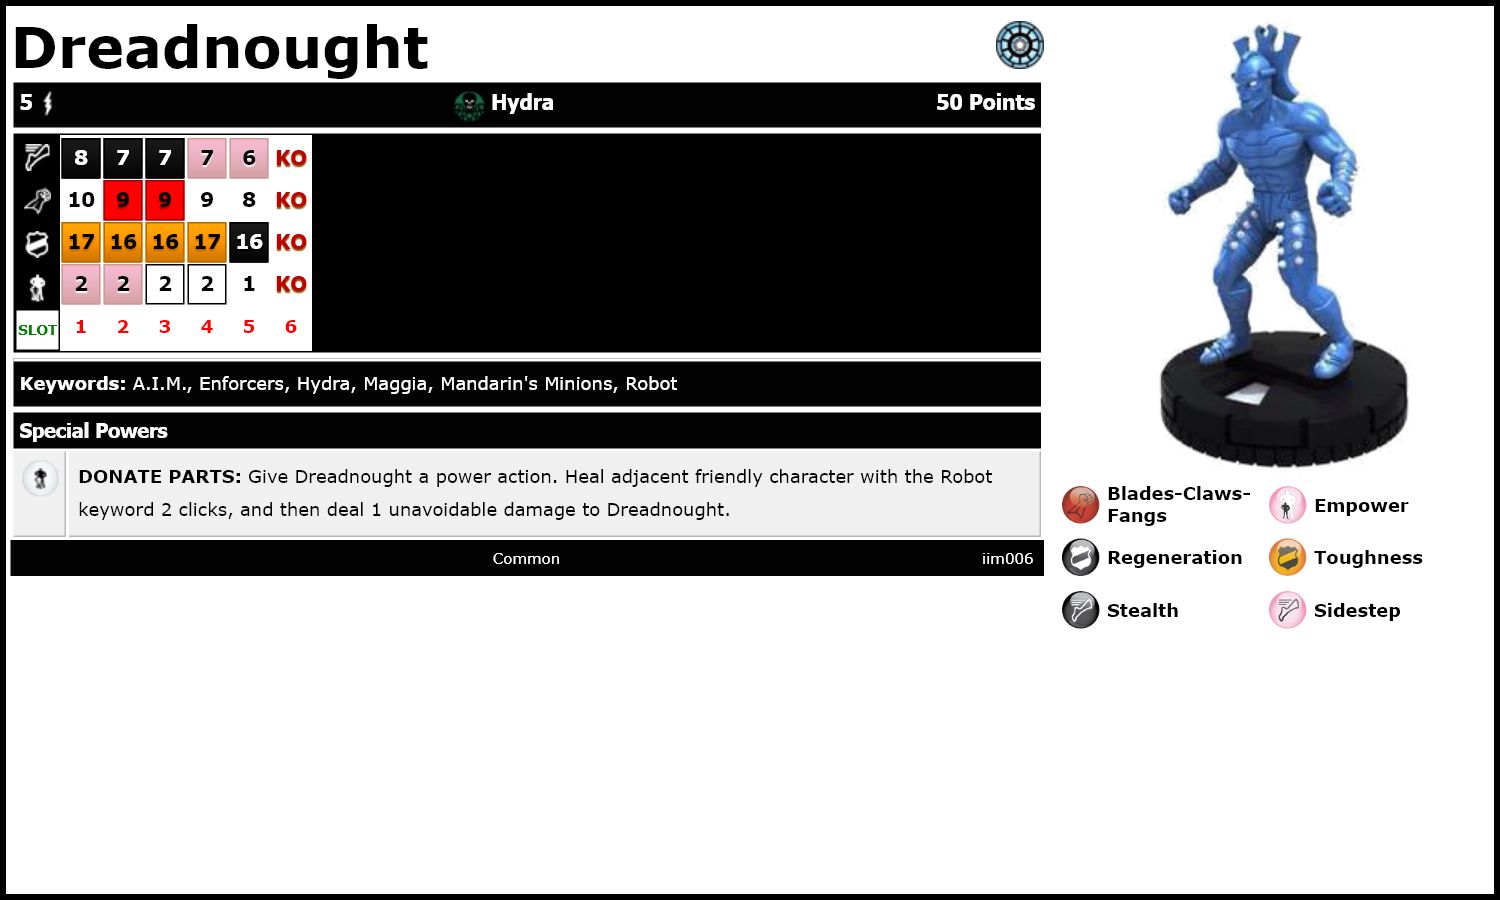 Dreadnought
5 Hydra 50 Points
8 7 7 7 6 KO
10 9 9 9 8 KO
17 16 16 17 16 KO
2 2 2 2 1 KO
SLOT 1 2 3 4 5 6
Keywords: A.I.M., Enforcers, Hydra, Maggia, Mandarin's Minions, Robot
Special Powers
DONATE PARTS: Give Dreadnought a power action. Heal adjacent friendly character with the Robot
keyword 2 clicks, and then deal 1 unavoidable damage to Dreadnought.
Common iim006
Blades-Claws-
Fangs
Empower
Regeneration
Toughness
Stealth
Sidestep